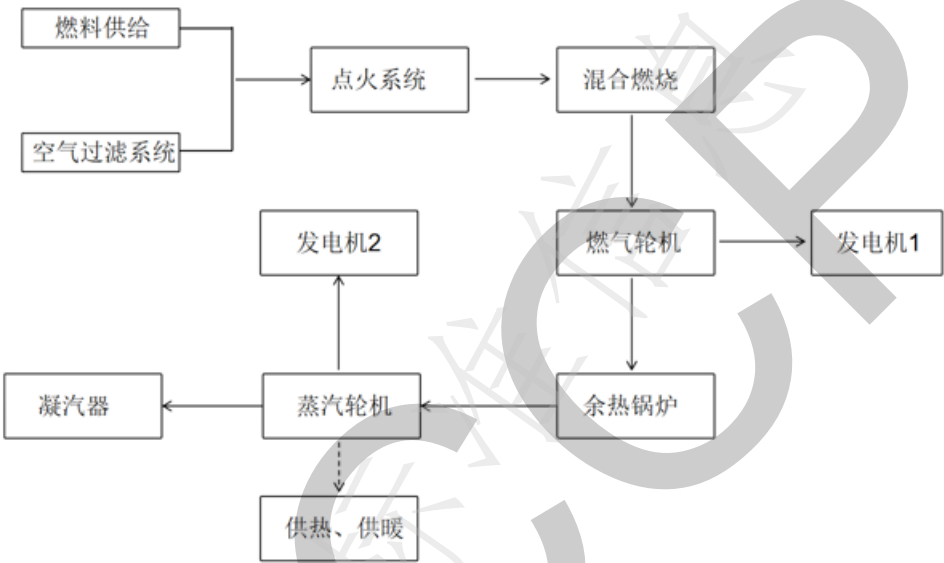 燃料供给
点火系统
混合燃烧
空气过滤系统
发电机2
燃气轮机
发电机1
凝汽器
蒸汽轮机
余热锅炉
供热、供暖
CCP